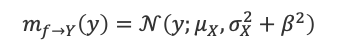 m_{f→Y}(y) = 𝒩(y; μ_X, σ_X^2 + β^2)